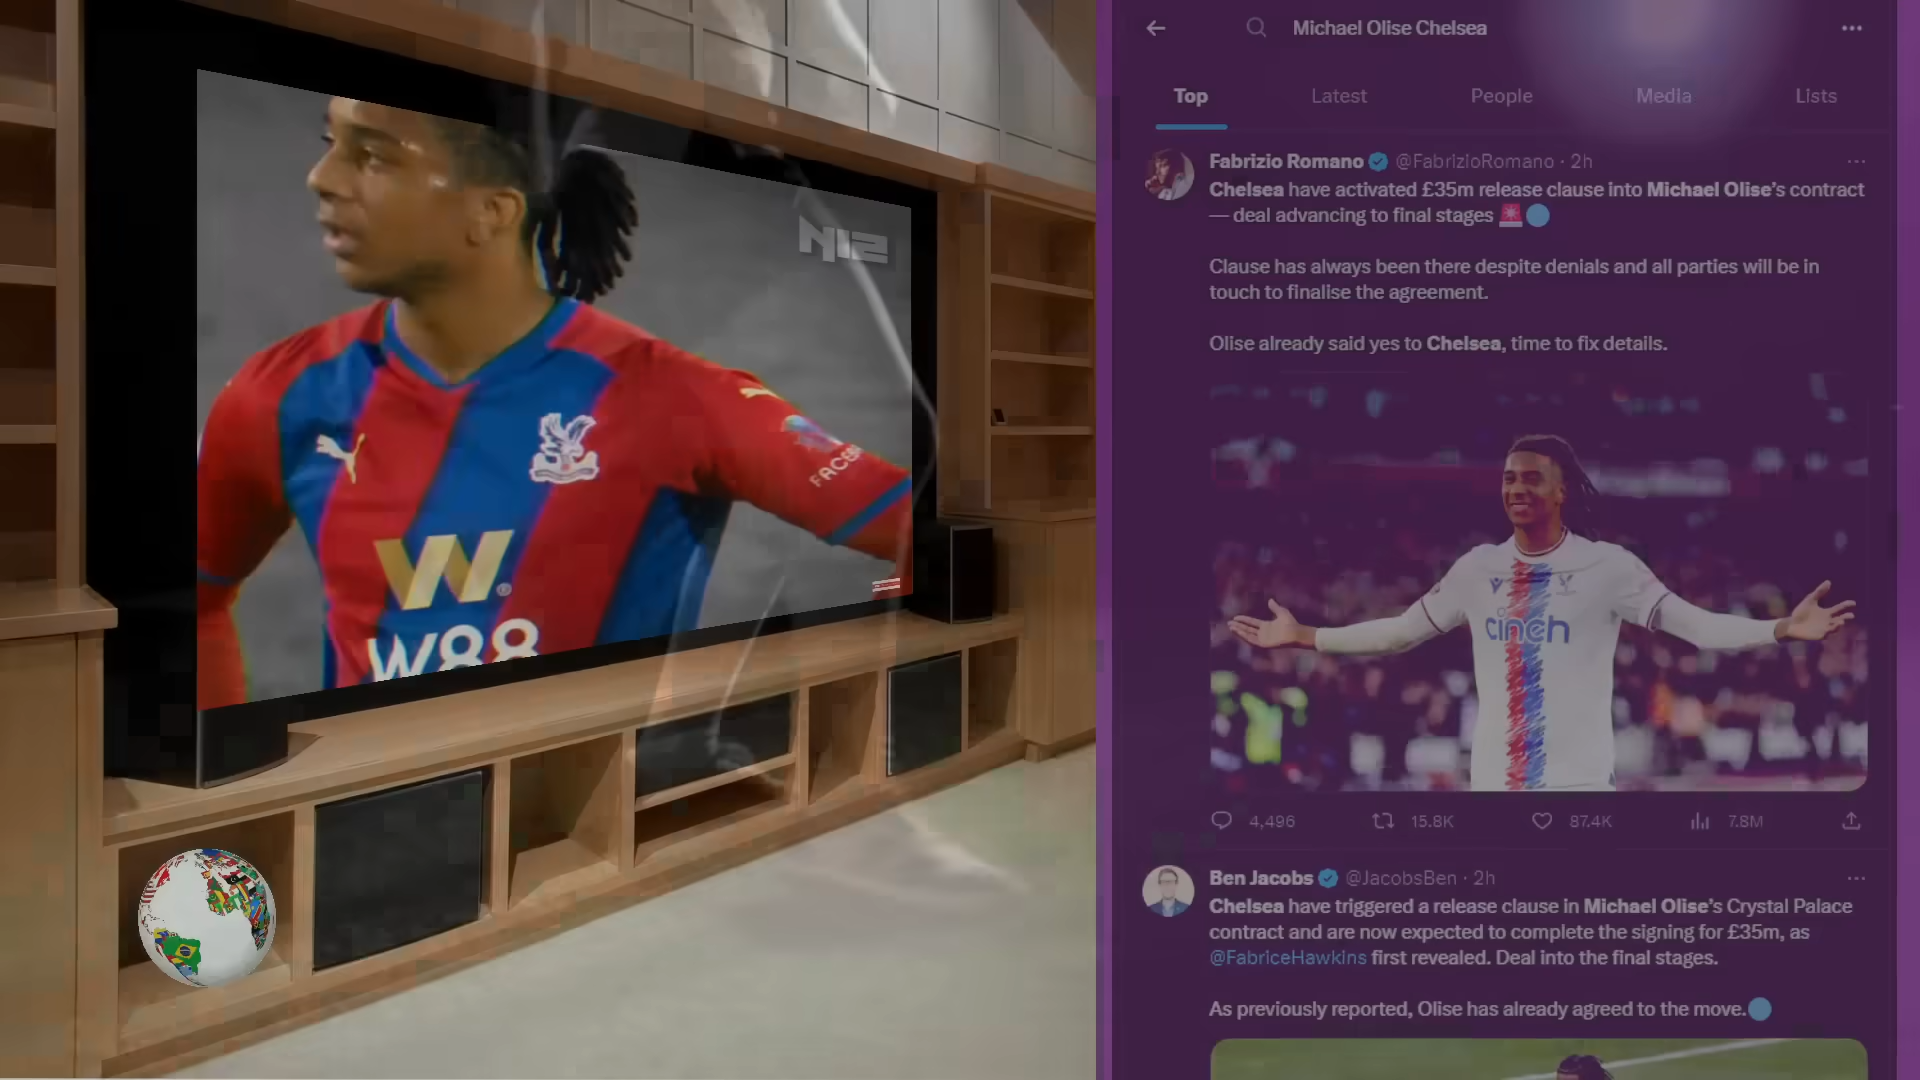 N12
FACEB
W
W88
Michael Olise Chelsea
Top
Latest
People
Media
Lists
Fabrizio Romano @FabrizioRomano · 2h
Chelsea have activated £35m release clause into Michael Olise's contract
— deal advancing to final stages
Clause has always been there despite denials and all parties will be in
touch to finalise the agreement.
Olise already said yes to Chelsea, time to fix details.
cinch
4,496
15.8K
87.4K
7.8M
Ben Jacobs @JacobsBen · 2h
Chelsea have triggered a release clause in Michael Olise's Crystal Palace
contract and are now expected to complete the signing for £35m, as
@FabriceHawkins first revealed. Deal into the final stages.
As previously reported, Olise has already agreed to the move.